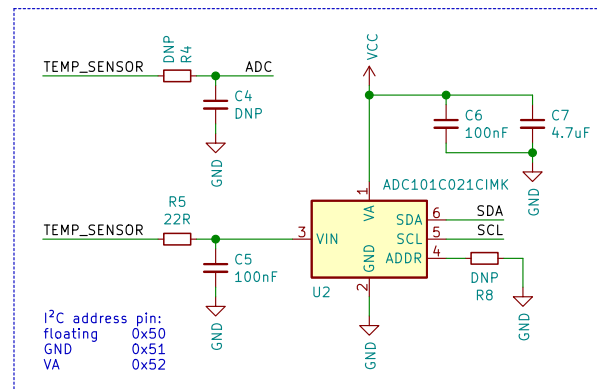 DNP
R4
TEMP_SENSOR
ADC
C4
DNP
GND
VCC
C6
100nF
C7
4.7uF
GND
ADC101C021CIMK
1
VA
SDA
6
SDA
SCL
5
SCL
ADDR
4
DNP
R8
GND
R5
22R
TEMP_SENSOR
3
VIN
C5
100nF
GND
GND
2
U2
GND
I²C address pin:
floating 0x50
GND 0x51
VA 0x52